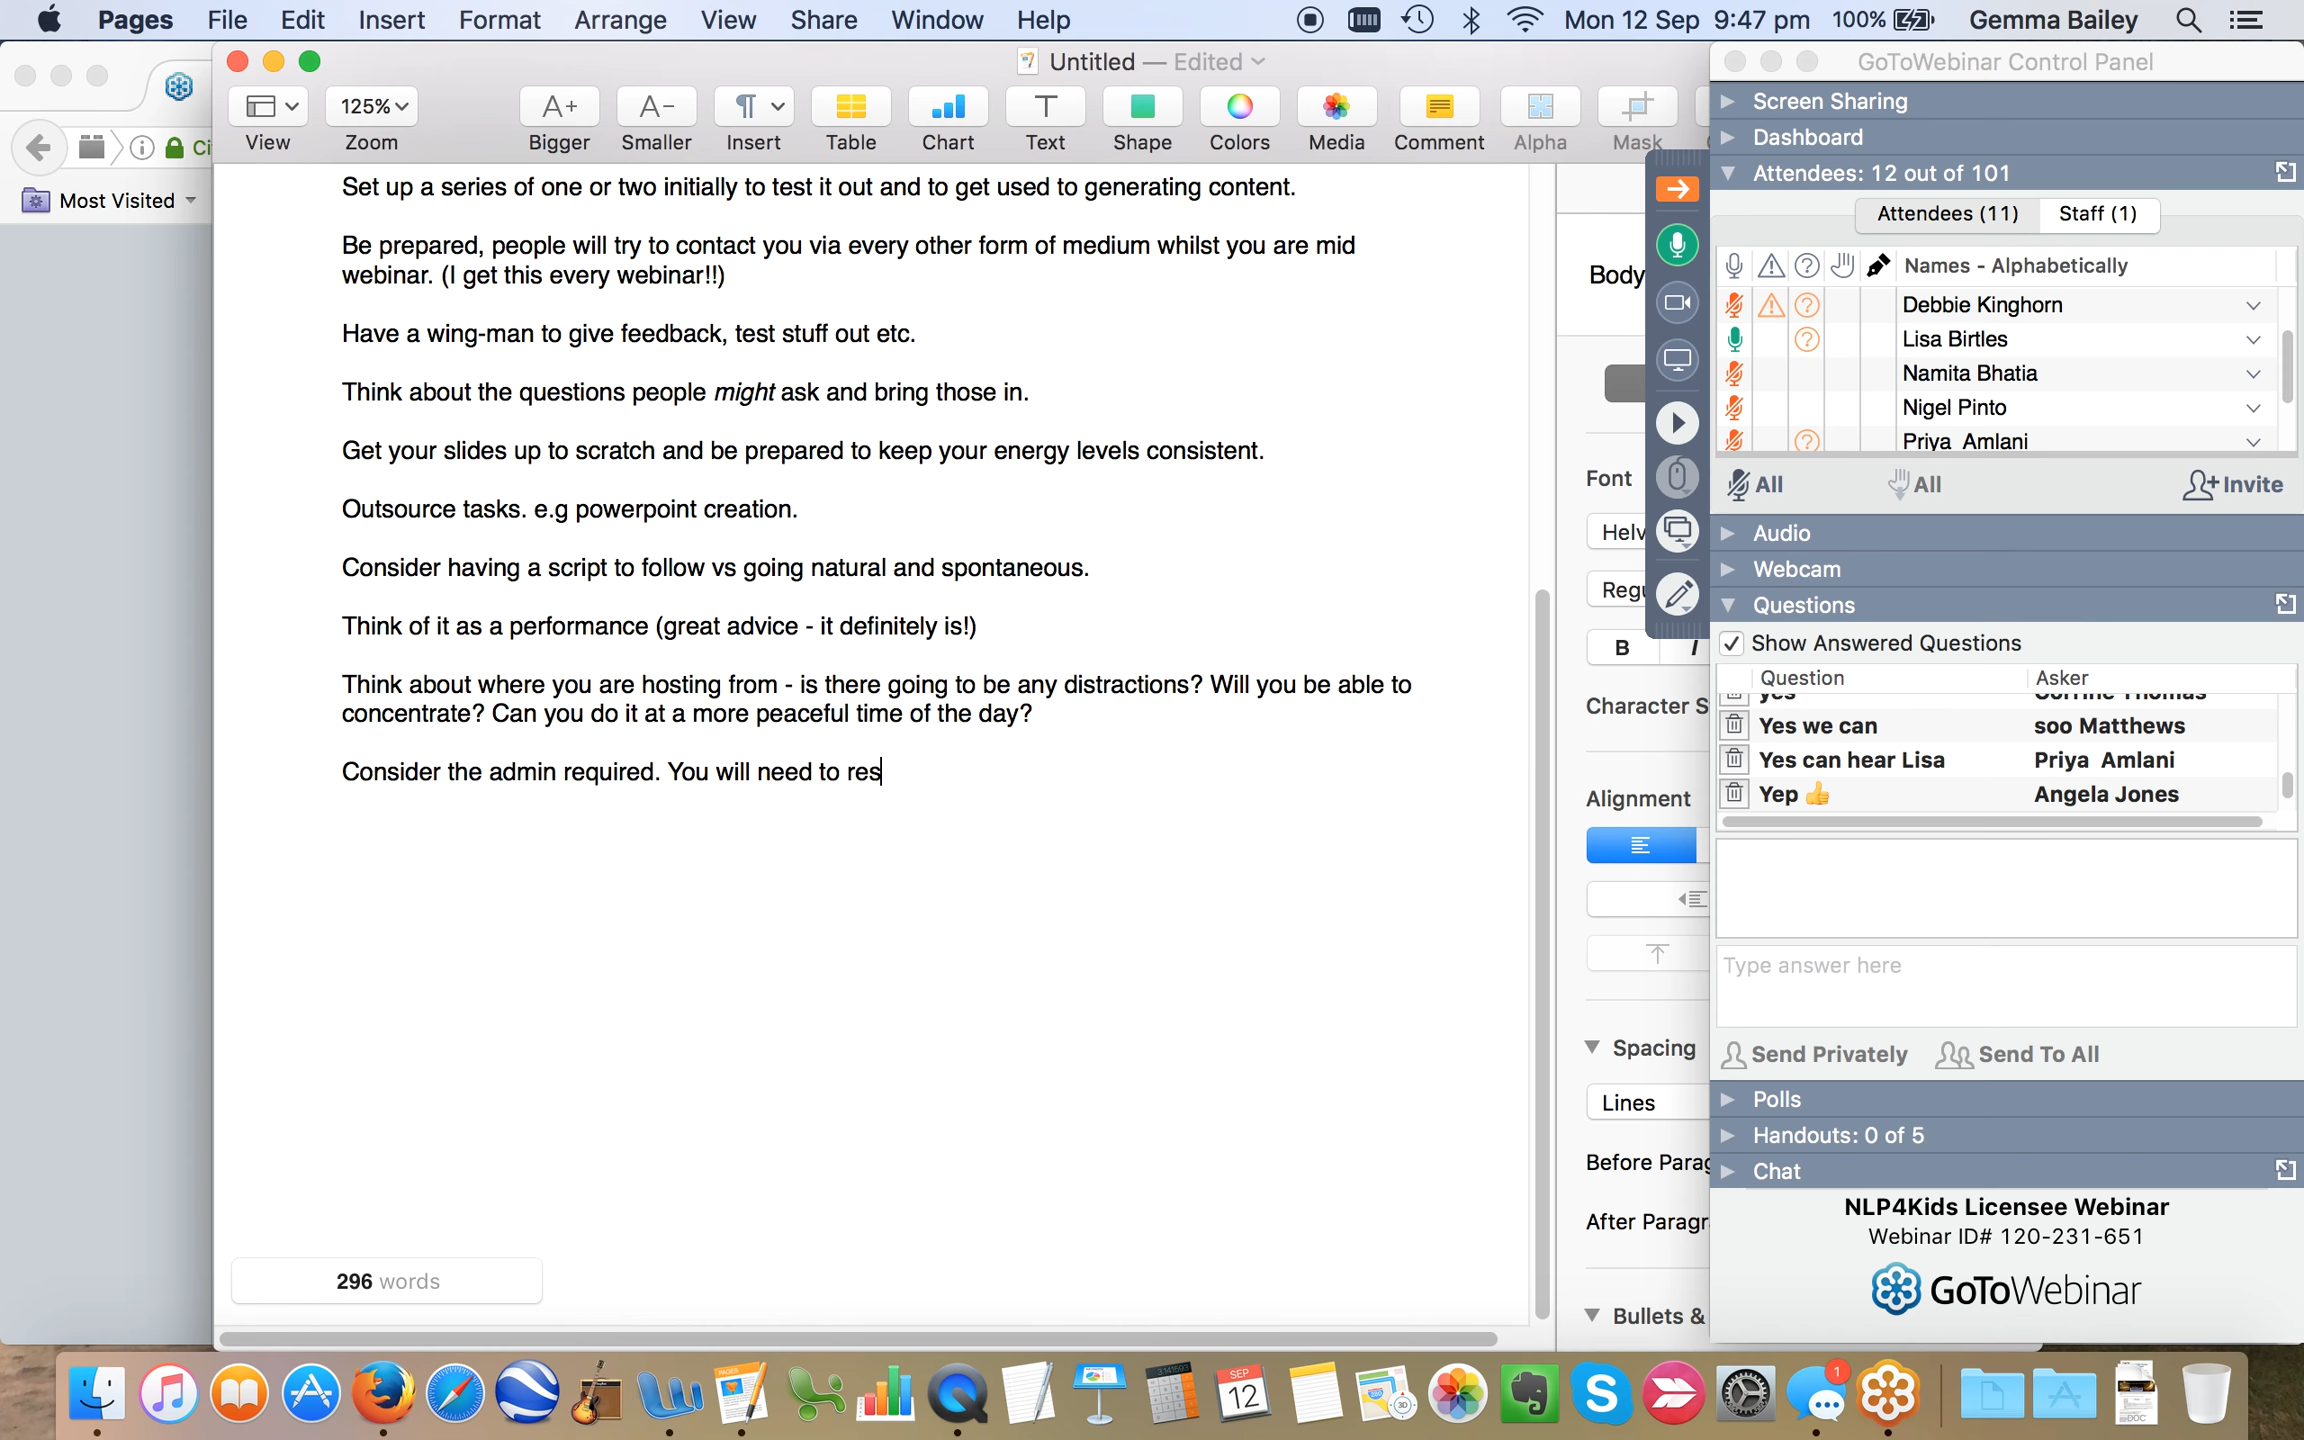 Pages File Edit Insert Format Arrange View Share Window Help Mon 12 Sep 9:47 pm 100% Gemma Bailey
Untitled — Edited
GoToWebinar Control Panel
125%
View Zoom Bigger Smaller Insert Table Chart Text Shape Colors Media Comment Alpha Mask
Ci
Most Visited
Set up a series of one or two initially to test it out and to get used to generating content.
Be prepared, people will try to contact you via every other form of medium whilst you are mid
webinar. (I get this every webinar!!)
Have a wing-man to give feedback, test stuff out etc.
Think about the questions people might ask and bring those in.
Get your slides up to scratch and be prepared to keep your energy levels consistent.
Outsource tasks. e.g powerpoint creation.
Consider having a script to follow vs going natural and spontaneous.
Think of it as a performance (great advice - it definitely is!)
Think about where you are hosting from - is there going to be any distractions? Will you be able to
concentrate? Can you do it at a more peaceful time of the day?
Consider the admin required. You will need to res
296 words
Body
Font
Helv
Regu
B I
Character S
Alignment
Spacing
Lines
Before Parag
After Paragr
Bullets &
Screen Sharing
Dashboard
Attendees: 12 out of 101
Attendees (11) Staff (1)
Names - Alphabetically
Debbie Kinghorn
Lisa Birtles
Namita Bhatia
Nigel Pinto
Priya Amlani
All All Invite
Audio
Webcam
Questions
Show Answered Questions
Question Asker
yes Corrine Thomas
Yes we can soo Matthews
Yes can hear Lisa Priya Amlani
Yep 👍 Angela Jones
Type answer here
Send Privately Send To All
Polls
Handouts: 0 of 5
Chat
NLP4Kids Licensee Webinar
Webinar ID# 120-231-651
GoToWebinar
SEP
12
1